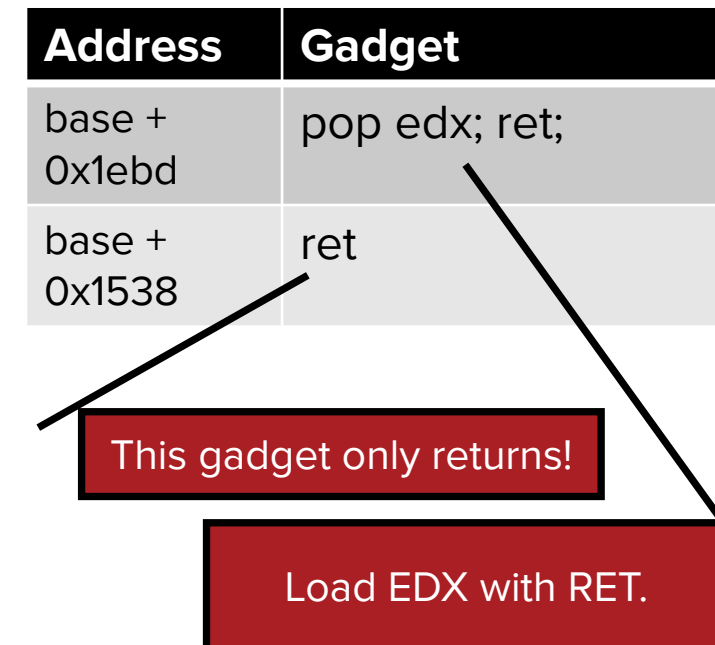 Address Gadget
base + pop edx; ret;
0x1ebd
base + ret
0x1538
This gadget only returns!
Load EDX with RET.